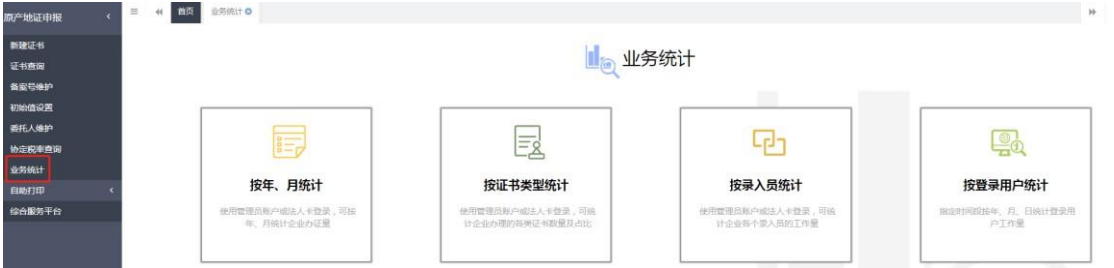 原产地证申报
首页
业务统计
新建证书
证书查询
备案号维护
初始值设置
委托人维护
协定税率查询
业务统计
自助打印
综合服务平台
业务统计
按年、月统计
使用管理员账户或法人卡登录，可按
年、月统计企业办证量
按证书类型统计
使用管理员账户或法人卡登录，可统
计企业办理的各类证书数量及占比
按录入员统计
使用管理员账户或法人卡登录，可统
计企业各个录入员的工作量
按登录用户统计
指定时间段按年、月、日统计登录用
户工作量